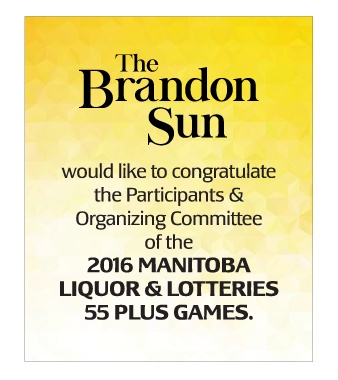 The
Brandon
Sun
would like to congratulate
the Participants &
Organizing Committee
of the
2016 MANITOBA
LIQUOR & LOTTERIES
55 PLUS GAMES.